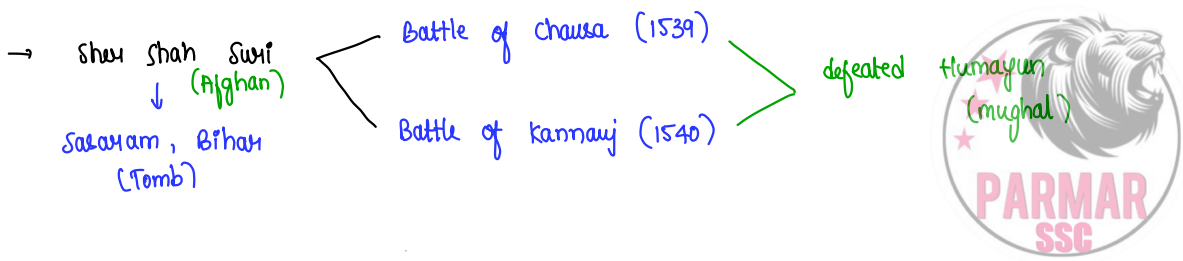 → Sher Shah Suri
(Afghan)
↓
Sasaram, Bihar
(Tomb)
Battle of Chausa (1539)
Battle of Kannauj (1540)
defeated Humayun
(mughal)
PARMAR
SSC